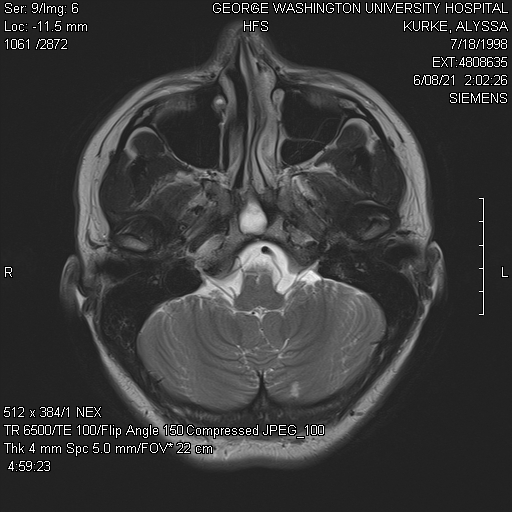 Ser: 9/Img: 6
Loc: -11.5 mm
1061 /2872
GEORGE WASHINGTON UNIVERSITY HOSPITAL
HFS
KURKE, ALYSSA
7/18/1998
EXT:4808635
6/08/21 2:02:26
SIEMENS
R
L
512 x 384/1 NEX
TR 6500/TE 100/Flip Angle 150 Compressed JPEG_100
Thk 4 mm Spc 5.0 mm/FOV* 22 cm
4:59:23